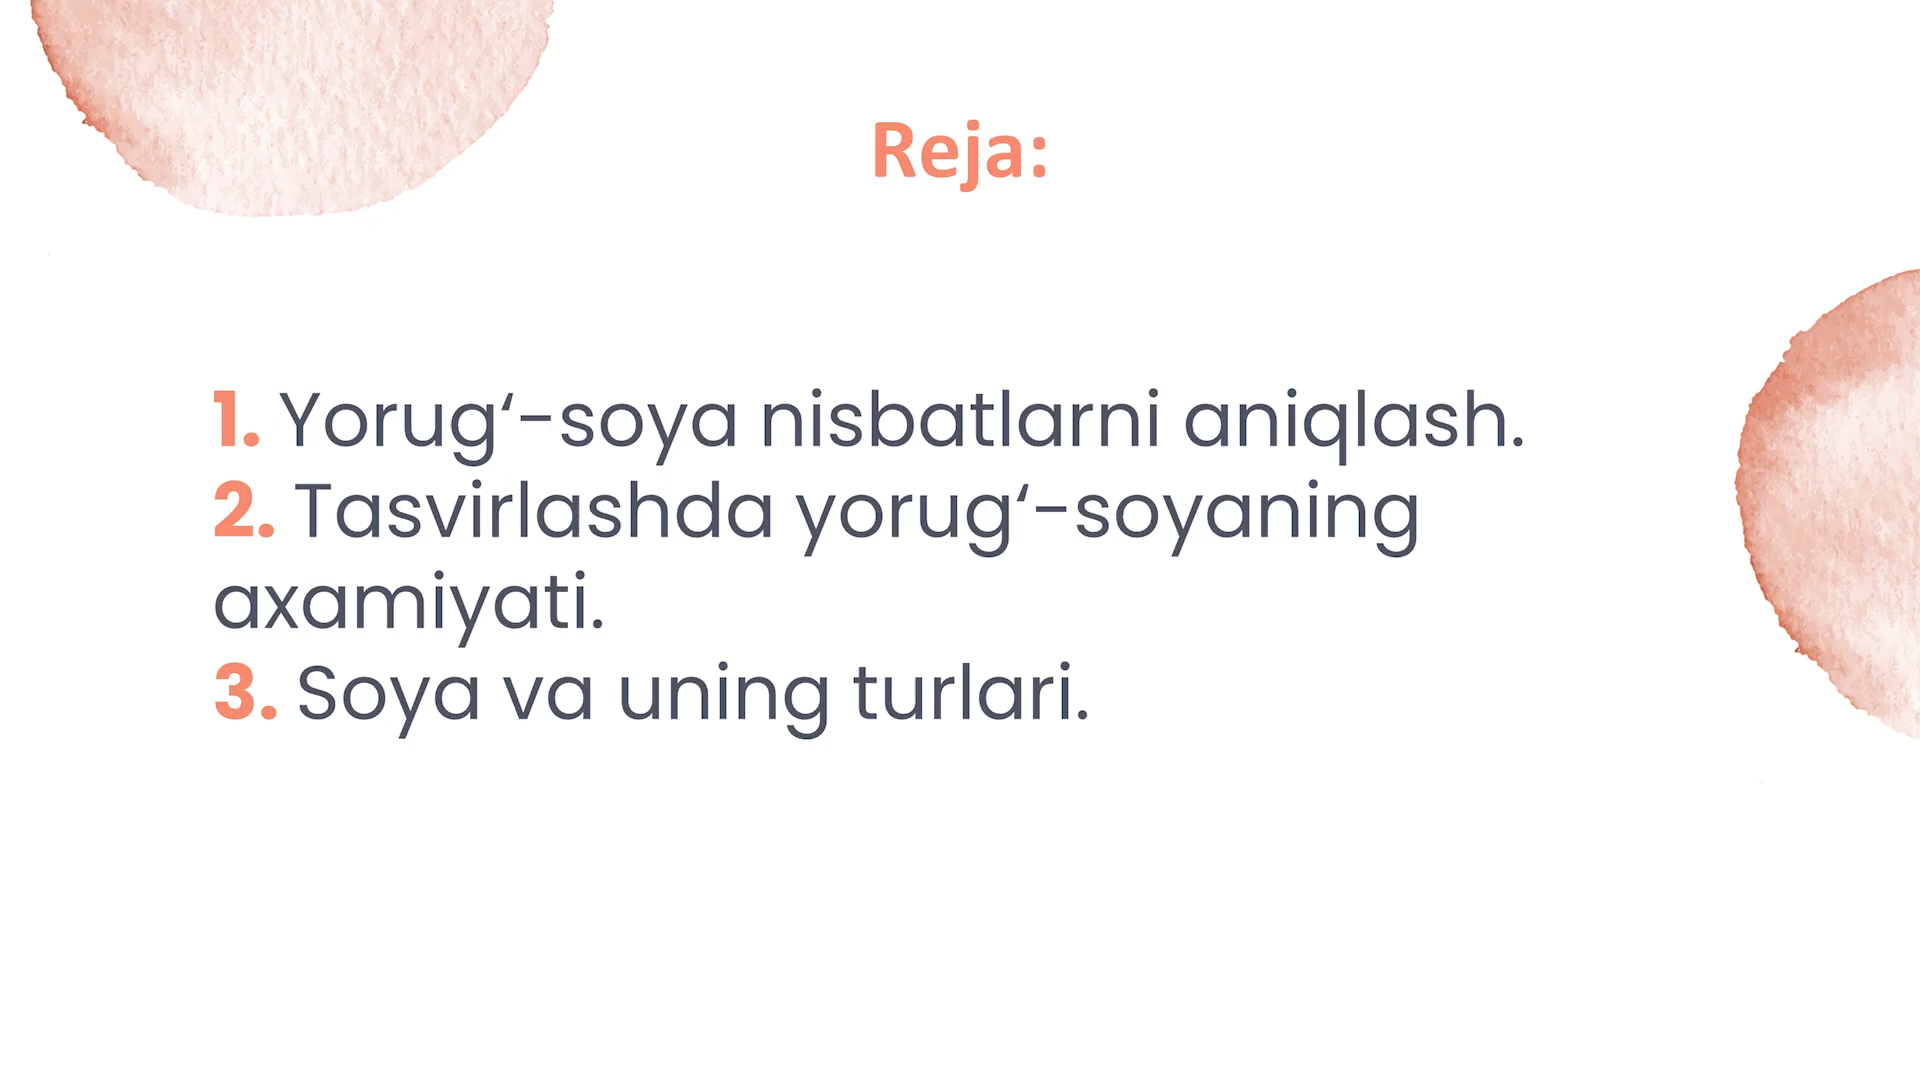 Reja:
1. Yorug‘-soya nisbatlarni aniqlash.
2. Tasvirlashda yorug‘-soyaning
axamiyati.
3. Soya va uning turlari.